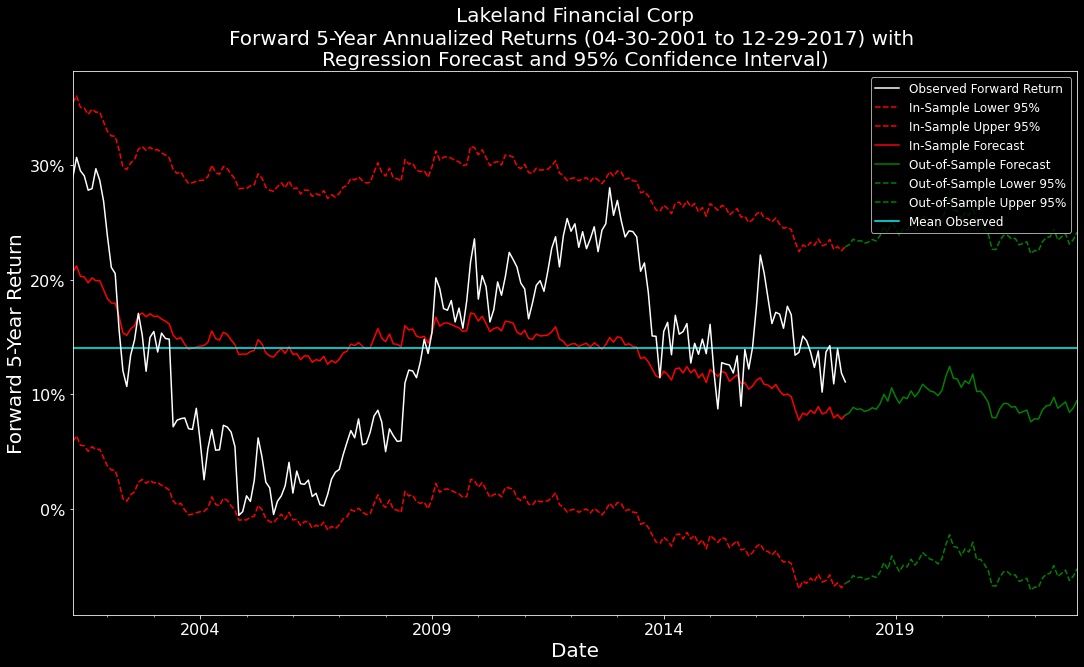 Lakeland Financial Corp
Forward 5-Year Annualized Returns (04-30-2001 to 12-29-2017) with
Regression Forecast and 95% Confidence Interval)
Observed Forward Return
In-Sample Lower 95%
In-Sample Upper 95%
In-Sample Forecast
Out-of-Sample Forecast
Out-of-Sample Lower 95%
Out-of-Sample Upper 95%
Mean Observed
Forward 5-Year Return
30%
20%
10%
0%
2004
2009
2014
2019
Date